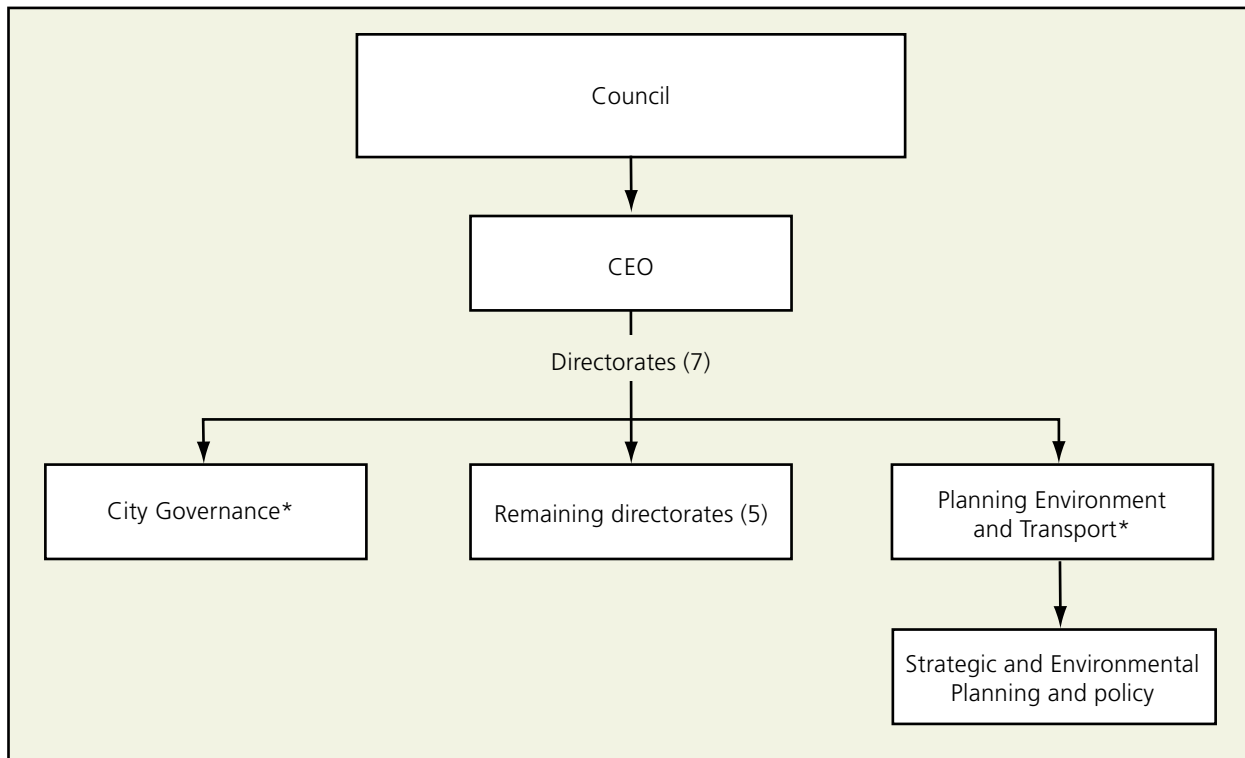 Council
CEO
Directorates (7)
City Governance*
Remaining directorates (5)
Planning Environment
and Transport*
Strategic and Environmental
Planning and policy